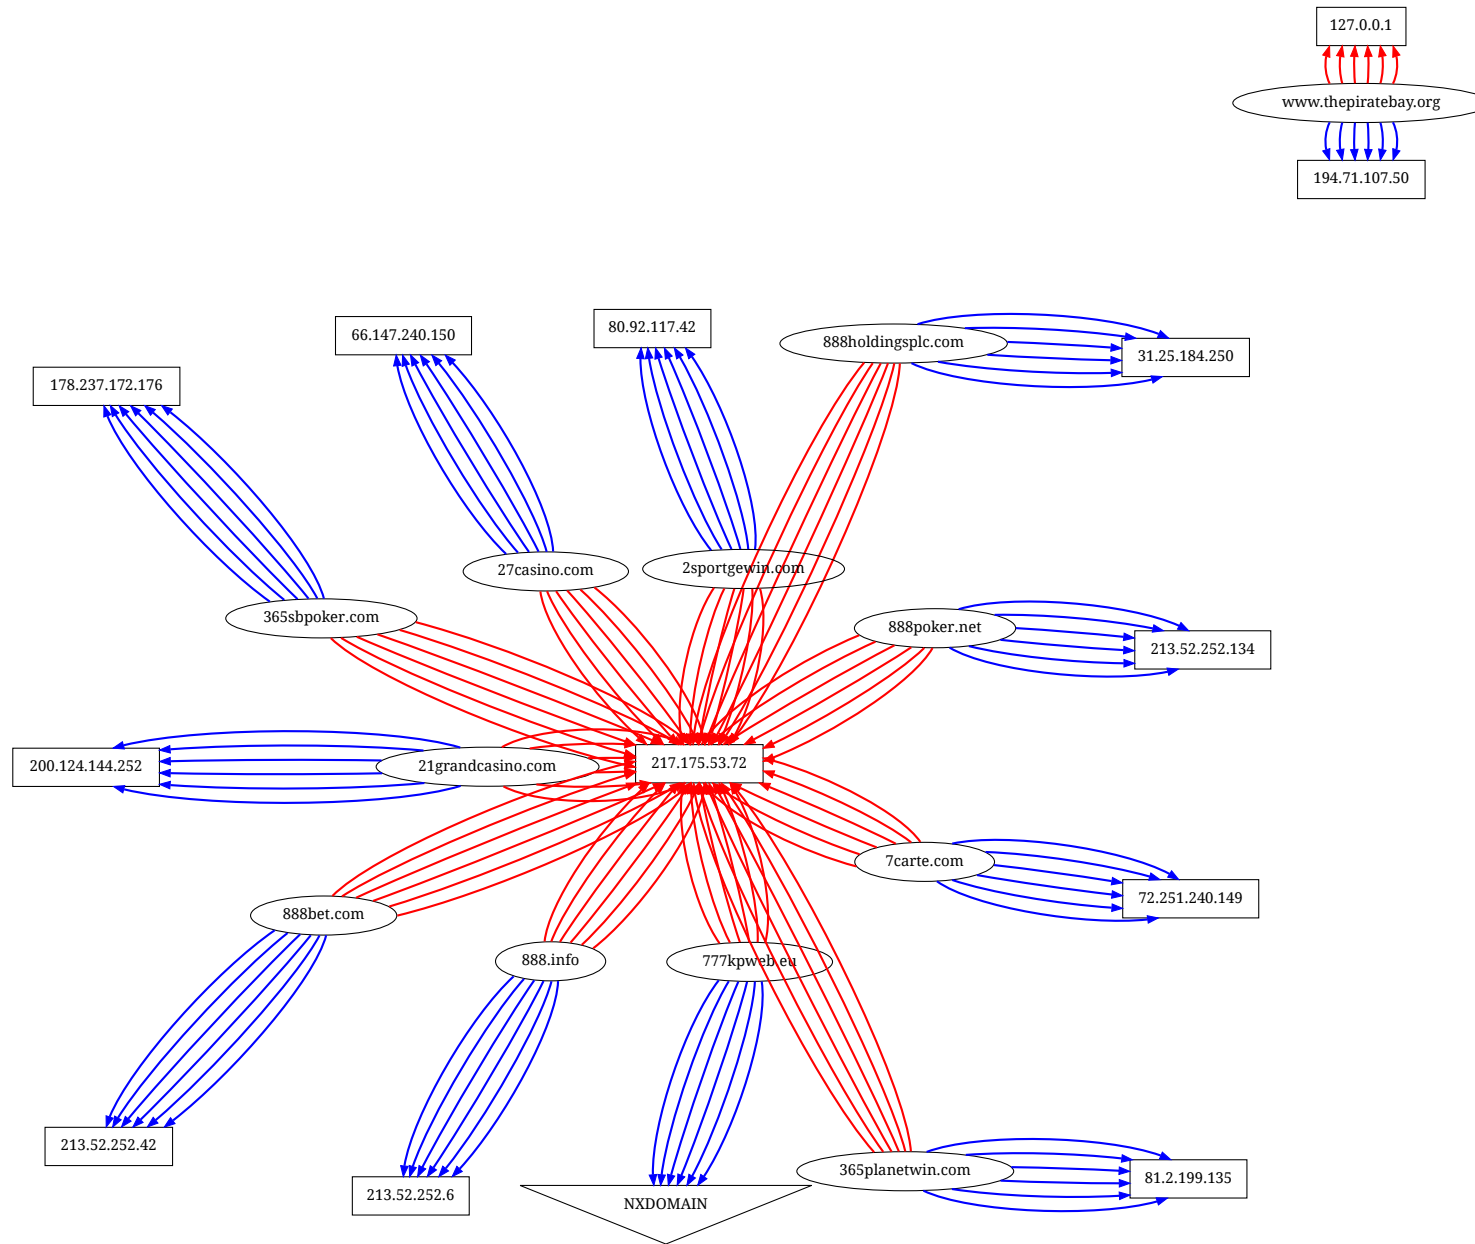 127.0.0.1
www.thepiratebay.org
194.71.107.50
80.92.117.42
66.147.240.150
888holdingsplc.com
31.25.184.250
178.237.172.176
27casino.com
2sportgewin.com
365sbpoker.com
888poker.net
213.52.252.134
200.124.144.252
21grandcasino.com
217.175.53.72
7carte.com
72.251.240.149
888bet.com
888.info
777kpweb.eu
213.52.252.42
365planetwin.com
81.2.199.135
213.52.252.6
NXDOMAIN